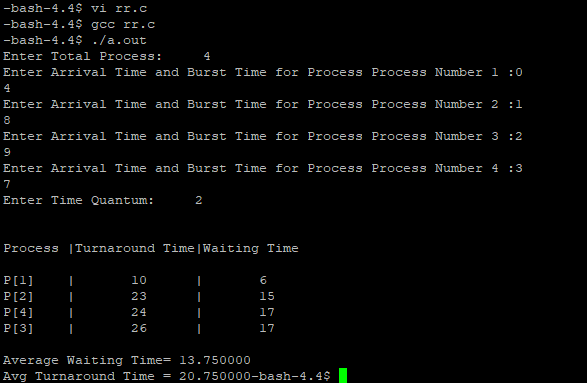 -bash-4.4$ vi rr.c
-bash-4.4$ gcc rr.c
-bash-4.4$ ./a.out
Enter Total Process:     4
Enter Arrival Time and Burst Time for Process Process Number 1 :0
4
Enter Arrival Time and Burst Time for Process Process Number 2 :1
8
Enter Arrival Time and Burst Time for Process Process Number 3 :2
9
Enter Arrival Time and Burst Time for Process Process Number 4 :3
7
Enter Time Quantum:     2
Process |Turnaround Time|Waiting Time
P[1]    |       10      |       6
P[2]    |       23      |       15
P[4]    |       24      |       17
P[3]    |       26      |       17
Average Waiting Time= 13.750000
Avg Turnaround Time = 20.750000-bash-4.4$